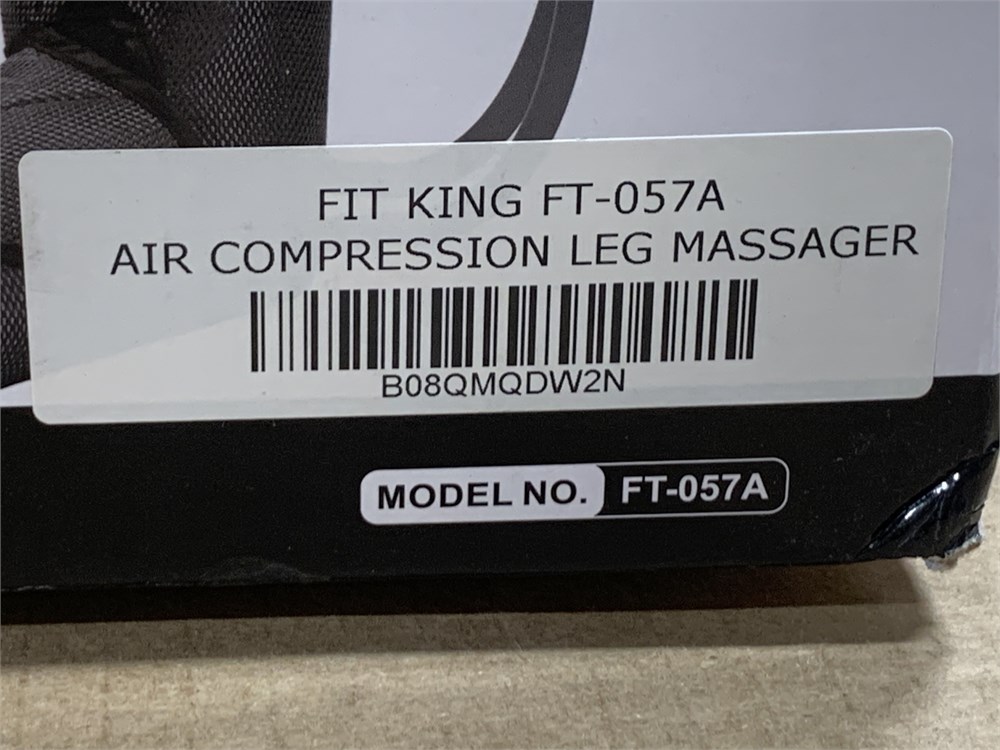 FIT KING FT-057A
AIR COMPRESSION LEG MASSAGER
B08QMQDW2N
MODEL NO. FT-057A